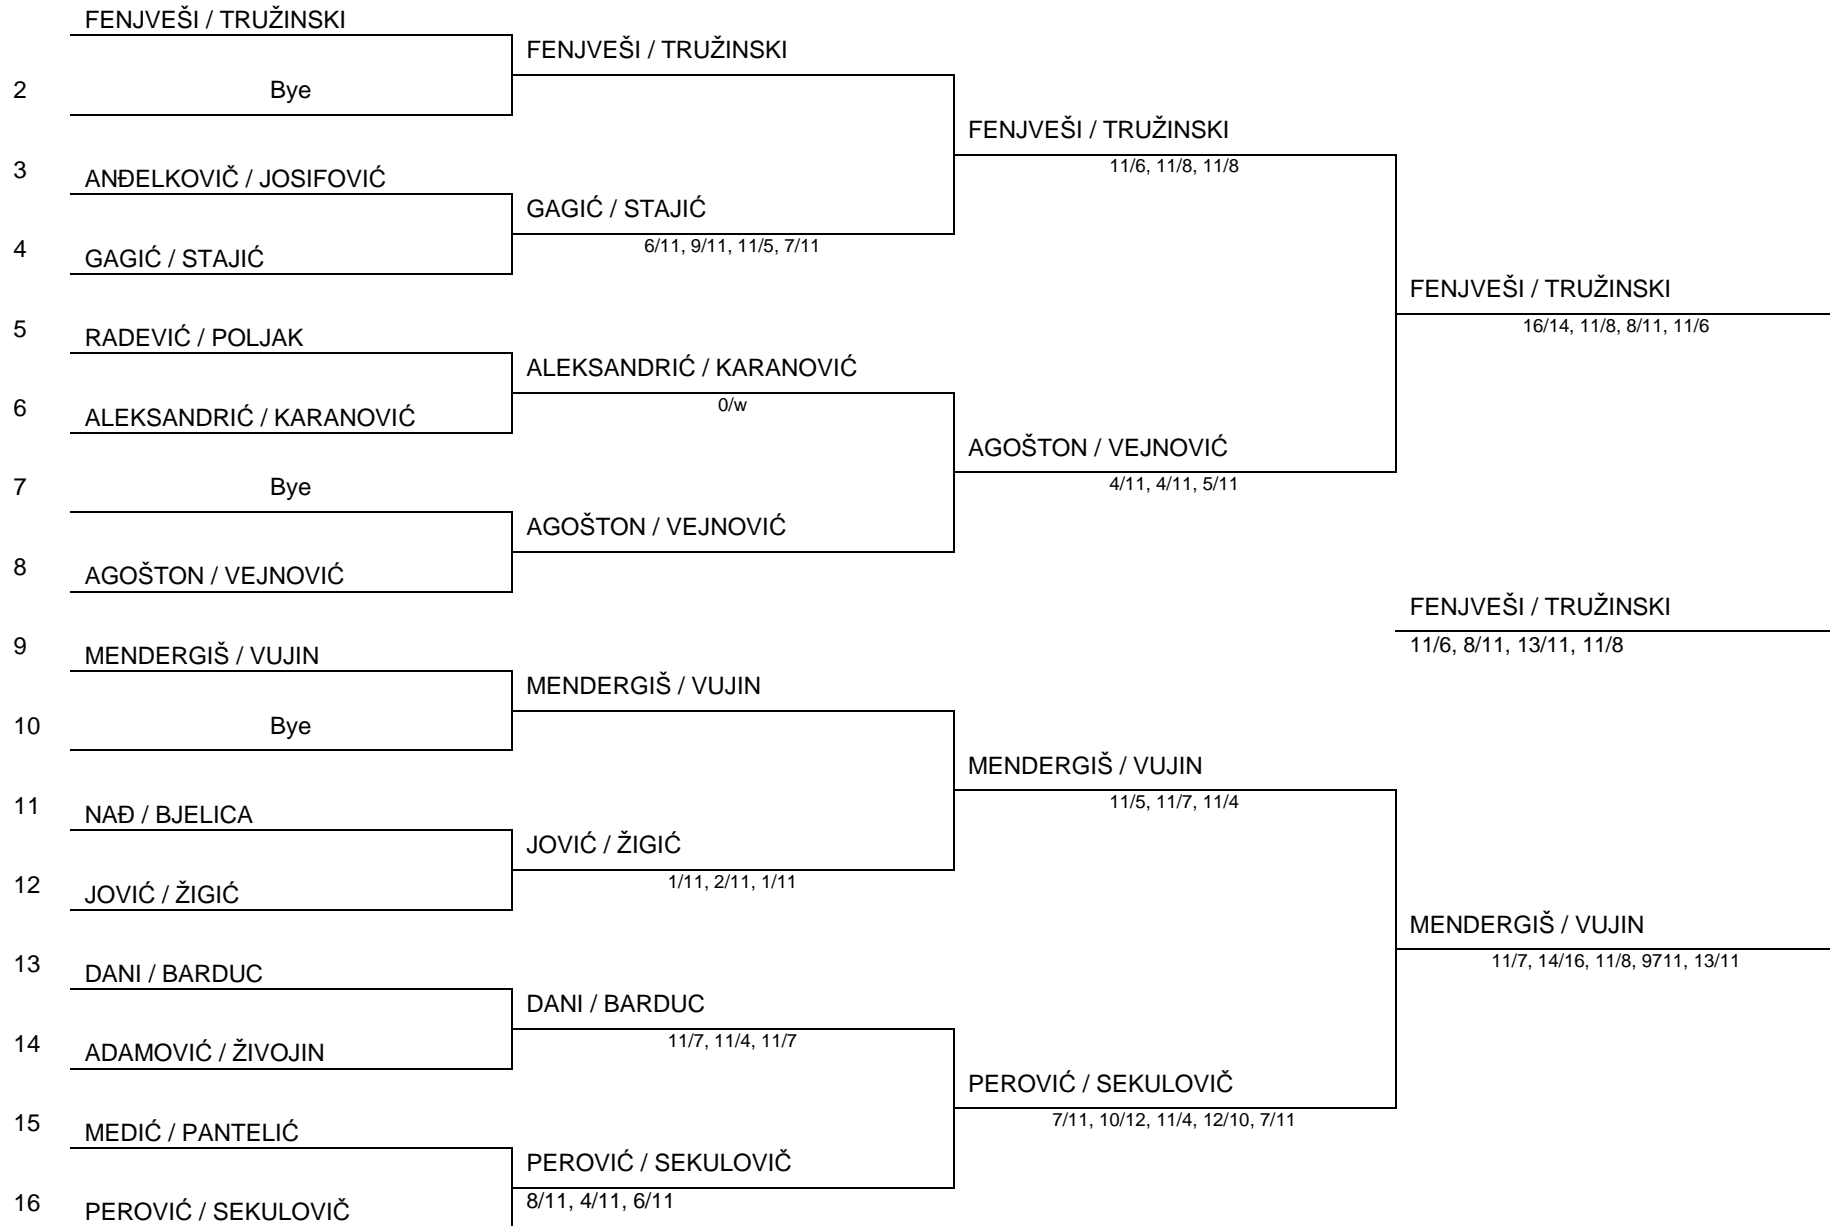 FENJVEŠI / TRUŽINSKI
FENJVEŠI / TRUŽINSKI
2
Bye
FENJVEŠI / TRUŽINSKI
11/6, 11/8, 11/8
3
ANĐELKOVIČ / JOSIFOVIĆ
GAGIĆ / STAJIĆ
6/11, 9/11, 11/5, 7/11
4
GAGIĆ / STAJIĆ
FENJVEŠI / TRUŽINSKI
16/14, 11/8, 8/11, 11/6
5
RADEVIĆ / POLJAK
ALEKSANDRIĆ / KARANOVIĆ
0/w
6
ALEKSANDRIĆ / KARANOVIĆ
AGOŠTON / VEJNOVIĆ
4/11, 4/11, 5/11
7
Bye
AGOŠTON / VEJNOVIĆ
8
AGOŠTON / VEJNOVIĆ
FENJVEŠI / TRUŽINSKI
11/6, 8/11, 13/11, 11/8
9
MENDERGIŠ / VUJIN
MENDERGIŠ / VUJIN
10
Bye
MENDERGIŠ / VUJIN
11/5, 11/7, 11/4
11
NAĐ / BJELICA
JOVIĆ / ŽIGIĆ
1/11, 2/11, 1/11
12
JOVIĆ / ŽIGIĆ
MENDERGIŠ / VUJIN
11/7, 14/16, 11/8, 9711, 13/11
13
DANI / BARDUC
DANI / BARDUC
11/7, 11/4, 11/7
14
ADAMOVIĆ / ŽIVOJIN
PEROVIĆ / SEKULOVIČ
7/11, 10/12, 11/4, 12/10, 7/11
15
MEDIĆ / PANTELIĆ
PEROVIĆ / SEKULOVIČ
8/11, 4/11, 6/11
16
PEROVIĆ / SEKULOVIČ